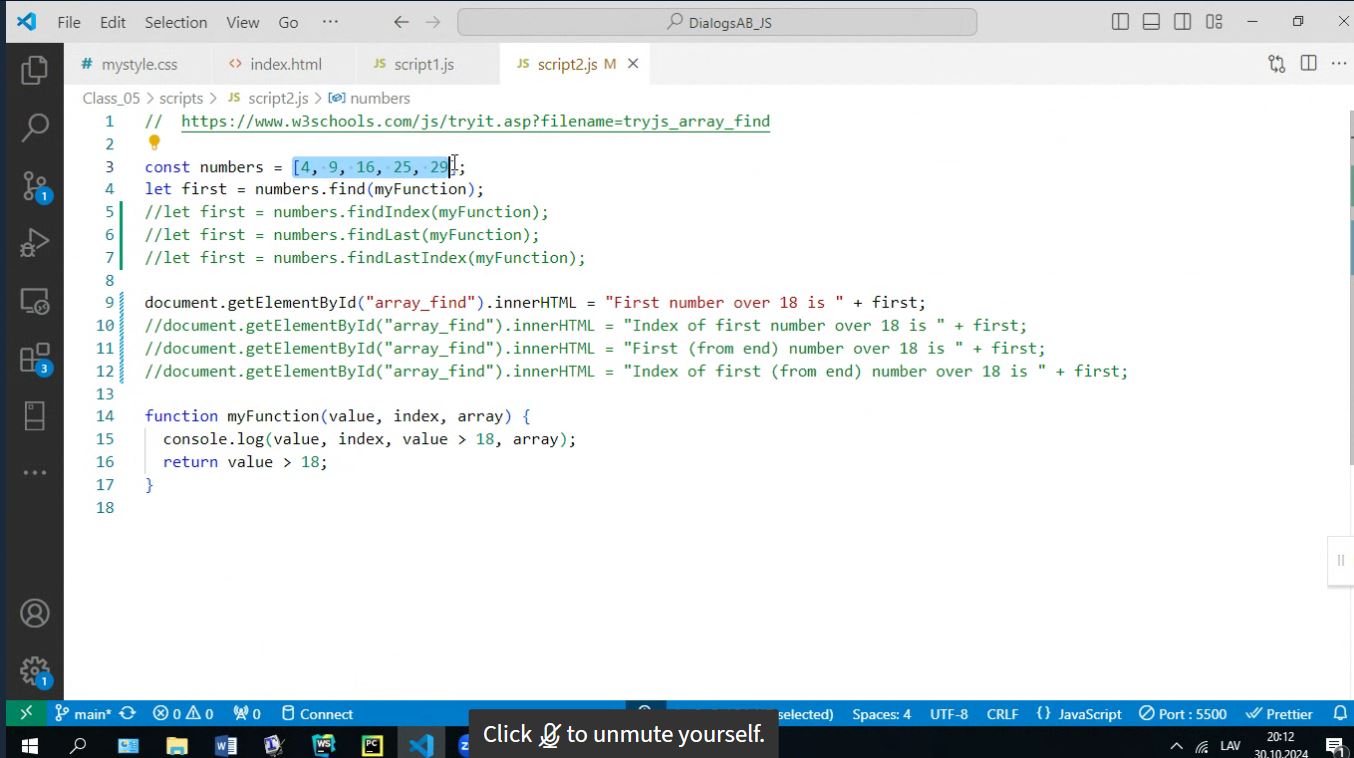 File Edit Selection View Go ··· DialogsAB_JS
# mystyle.css <> index.html JS script1.js JS script2.js M
Class_05 > scripts > JS script2.js > numbers
1 // https://www.w3schools.com/js/tryit.asp?filename=tryjs_array_find
2
3 const numbers = [4, 9, 16, 25, 29];
4 let first = numbers.find(myFunction);
5 //let first = numbers.findIndex(myFunction);
6 //let first = numbers.findLast(myFunction);
7 //let first = numbers.findLastIndex(myFunction);
8
9 document.getElementById("array_find").innerHTML = "First number over 18 is " + first;
10 //document.getElementById("array_find").innerHTML = "Index of first number over 18 is " + first;
11 //document.getElementById("array_find").innerHTML = "First (from end) number over 18 is " + first;
12 //document.getElementById("array_find").innerHTML = "Index of first (from end) number over 18 is " + first;
13
14 function myFunction(value, index, array) {
15 console.log(value, index, value > 18, array);
16 return value > 18;
17 }
18
1
3
1
main* 0 0 0 Connect selected) Spaces: 4 UTF-8 CRLF {} JavaScript Port : 5500 Prettier
Click to unmute yourself.
W WS PC LAV 20:12
30.10.2024 1